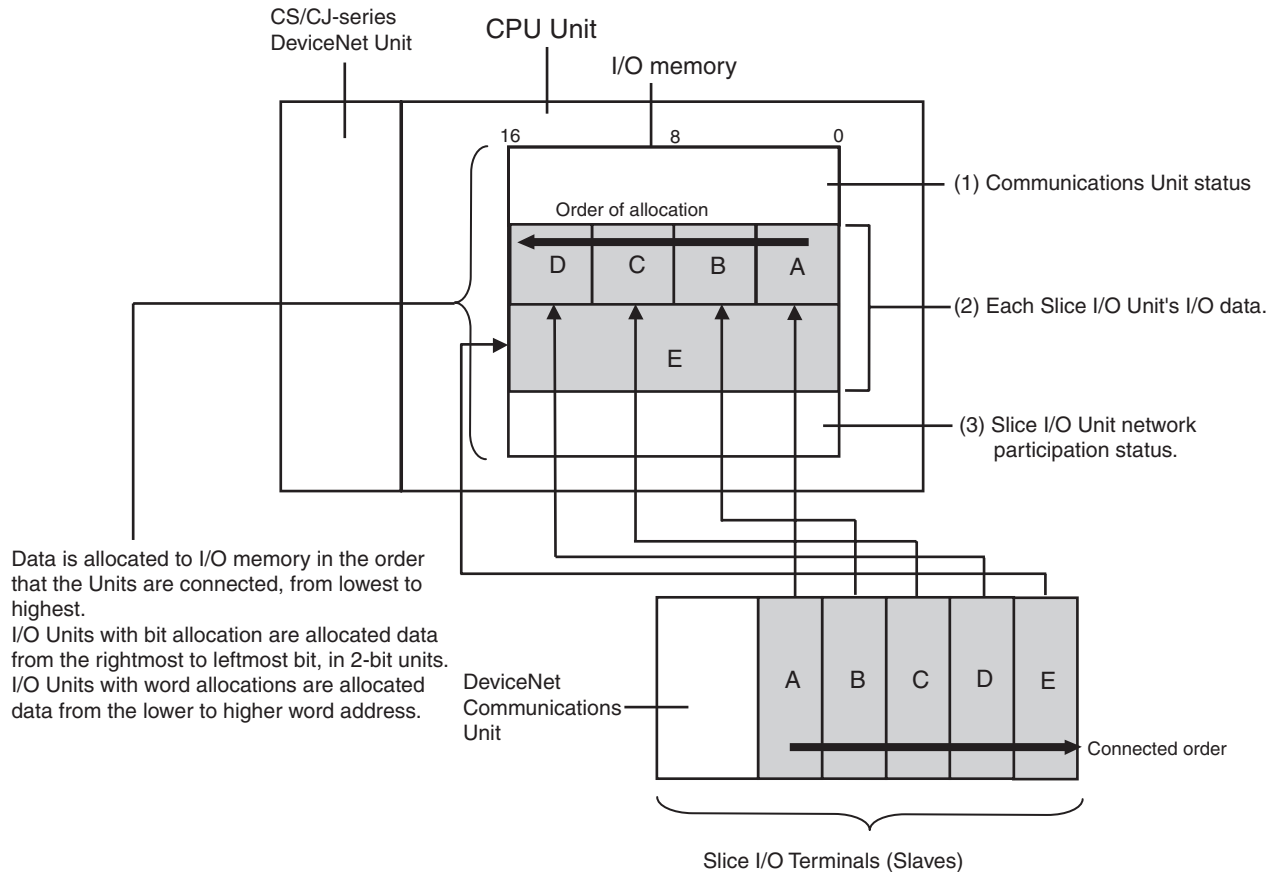 CS/CJ-series
DeviceNet Unit
CPU Unit
I/O memory
16
8
0
(1) Communications Unit status
Order of allocation
D
C
B
A
(2) Each Slice I/O Unit's I/O data.
E
(3) Slice I/O Unit network
participation status.
Data is allocated to I/O memory in the order
that the Units are connected, from lowest to
highest.
I/O Units with bit allocation are allocated data
from the rightmost to leftmost bit, in 2-bit units.
I/O Units with word allocations are allocated
data from the lower to higher word address.
DeviceNet
Communications
Unit
A
B
C
D
E
Connected order
Slice I/O Terminals (Slaves)